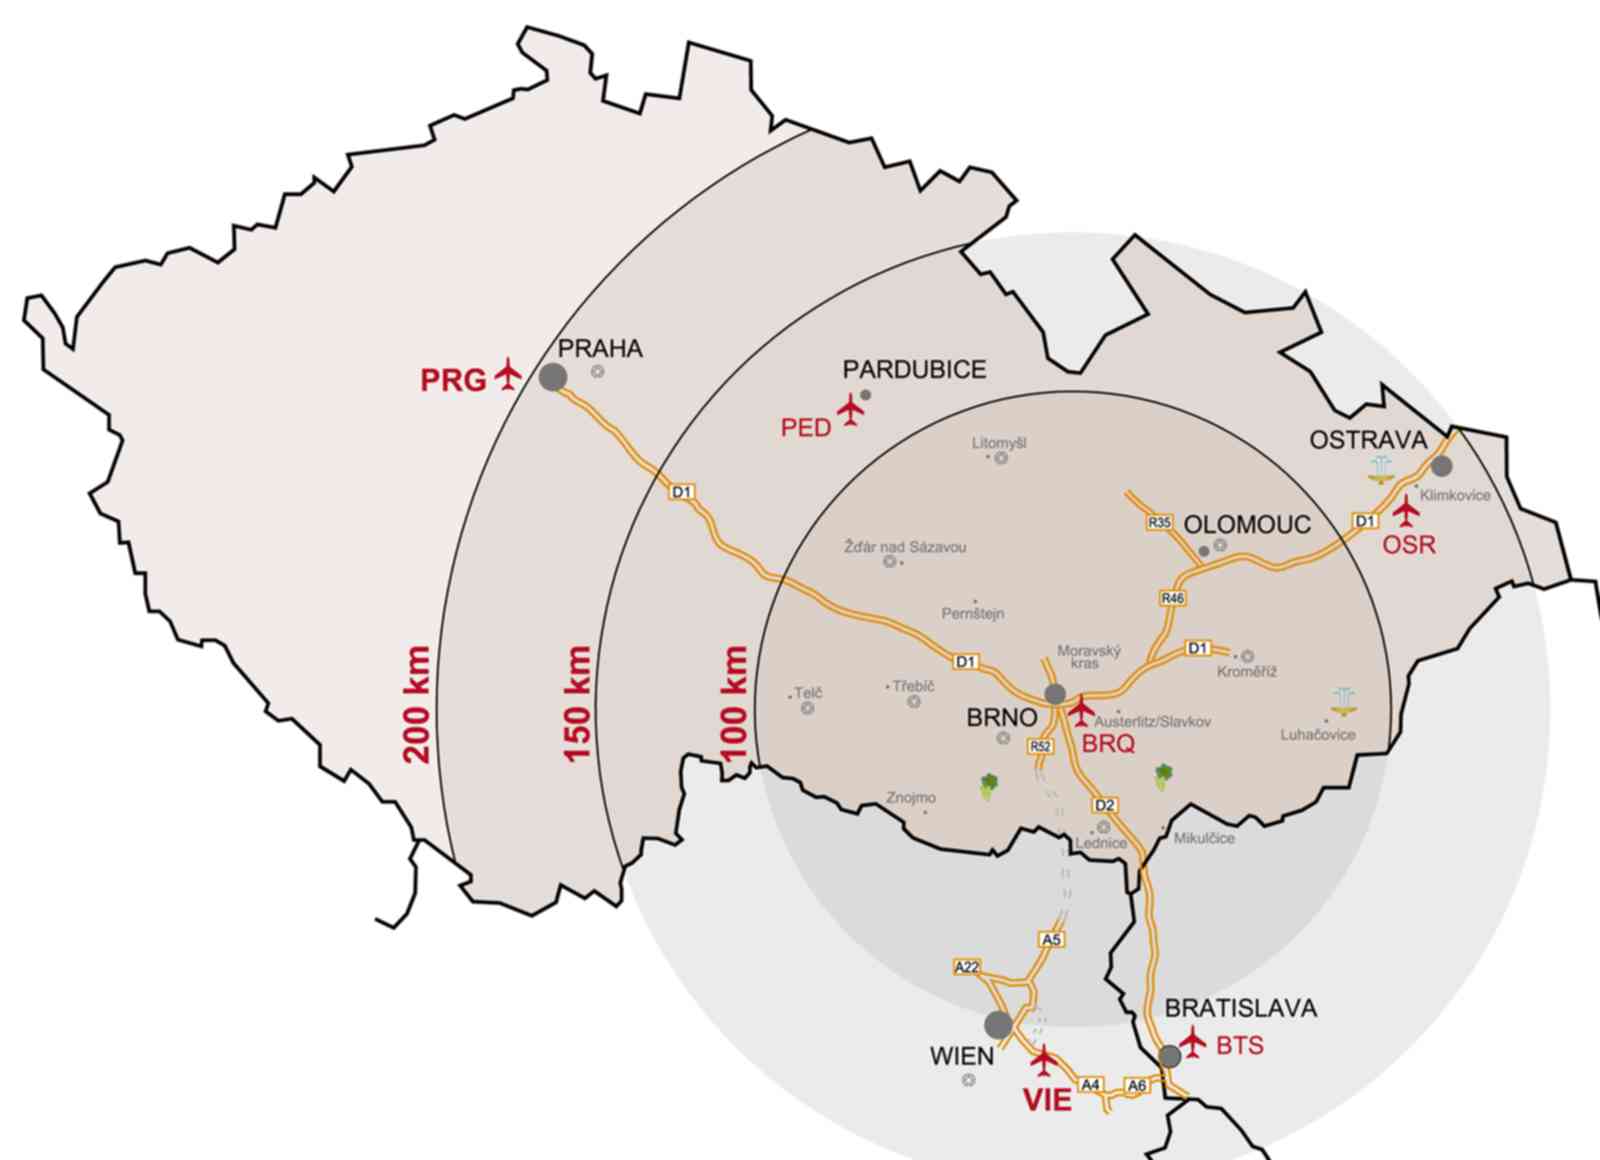 PRAHA
PRG
PARDUBICE
PED
Litomyšl
OSTRAVA
Klimkovice
D1
R35
OLOMOUC
D1
OSR
Žďár nad Sázavou
R46
Pernštejn
200 km
150 km
100 km
D1
Moravský
kras
D1
Kroměříž
Telč
Třebíč
BRNO
Austerlitz/Slavkov
Luhačovice
R52
BRQ
Znojmo
D2
Lednice
Mikulčice
A5
A22
BRATISLAVA
WIEN
BTS
VIE
A4
A6